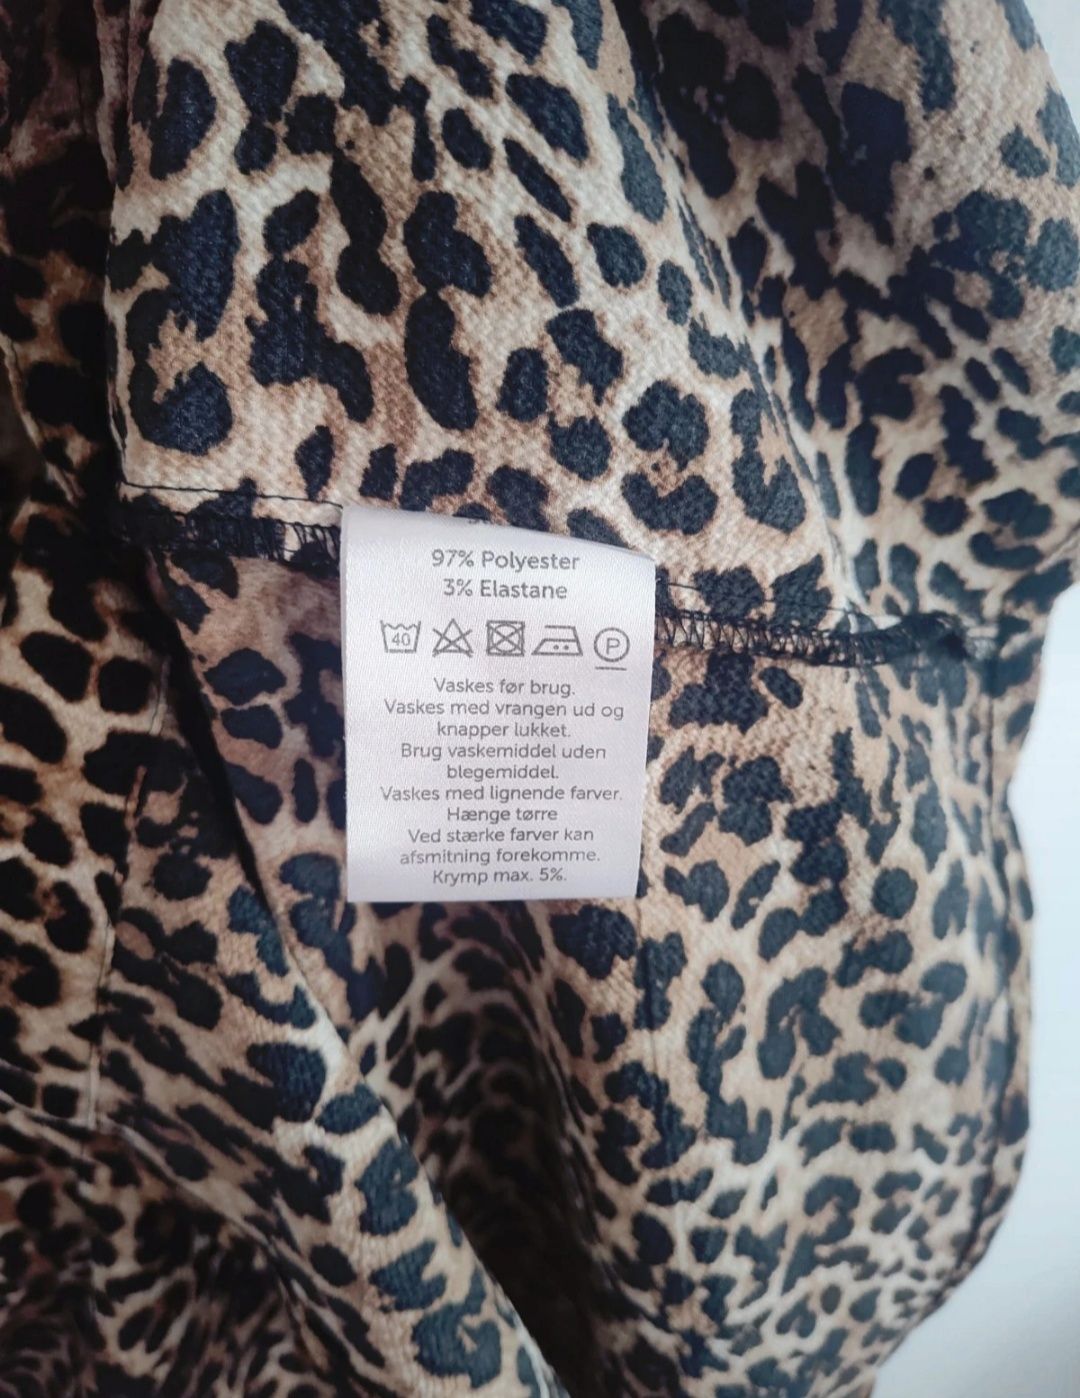 97% Polyester
3% Elastane
40 P
Vaskes før brug.
Vaskes med vrangen ud og
knapper lukket.
Brug vaskemiddel uden
blegemiddel.
Vaskes med lignende farver.
Hænge tørre
Ved stærke farver kan
afsmitning forekomme.
Krymp max. 5%.